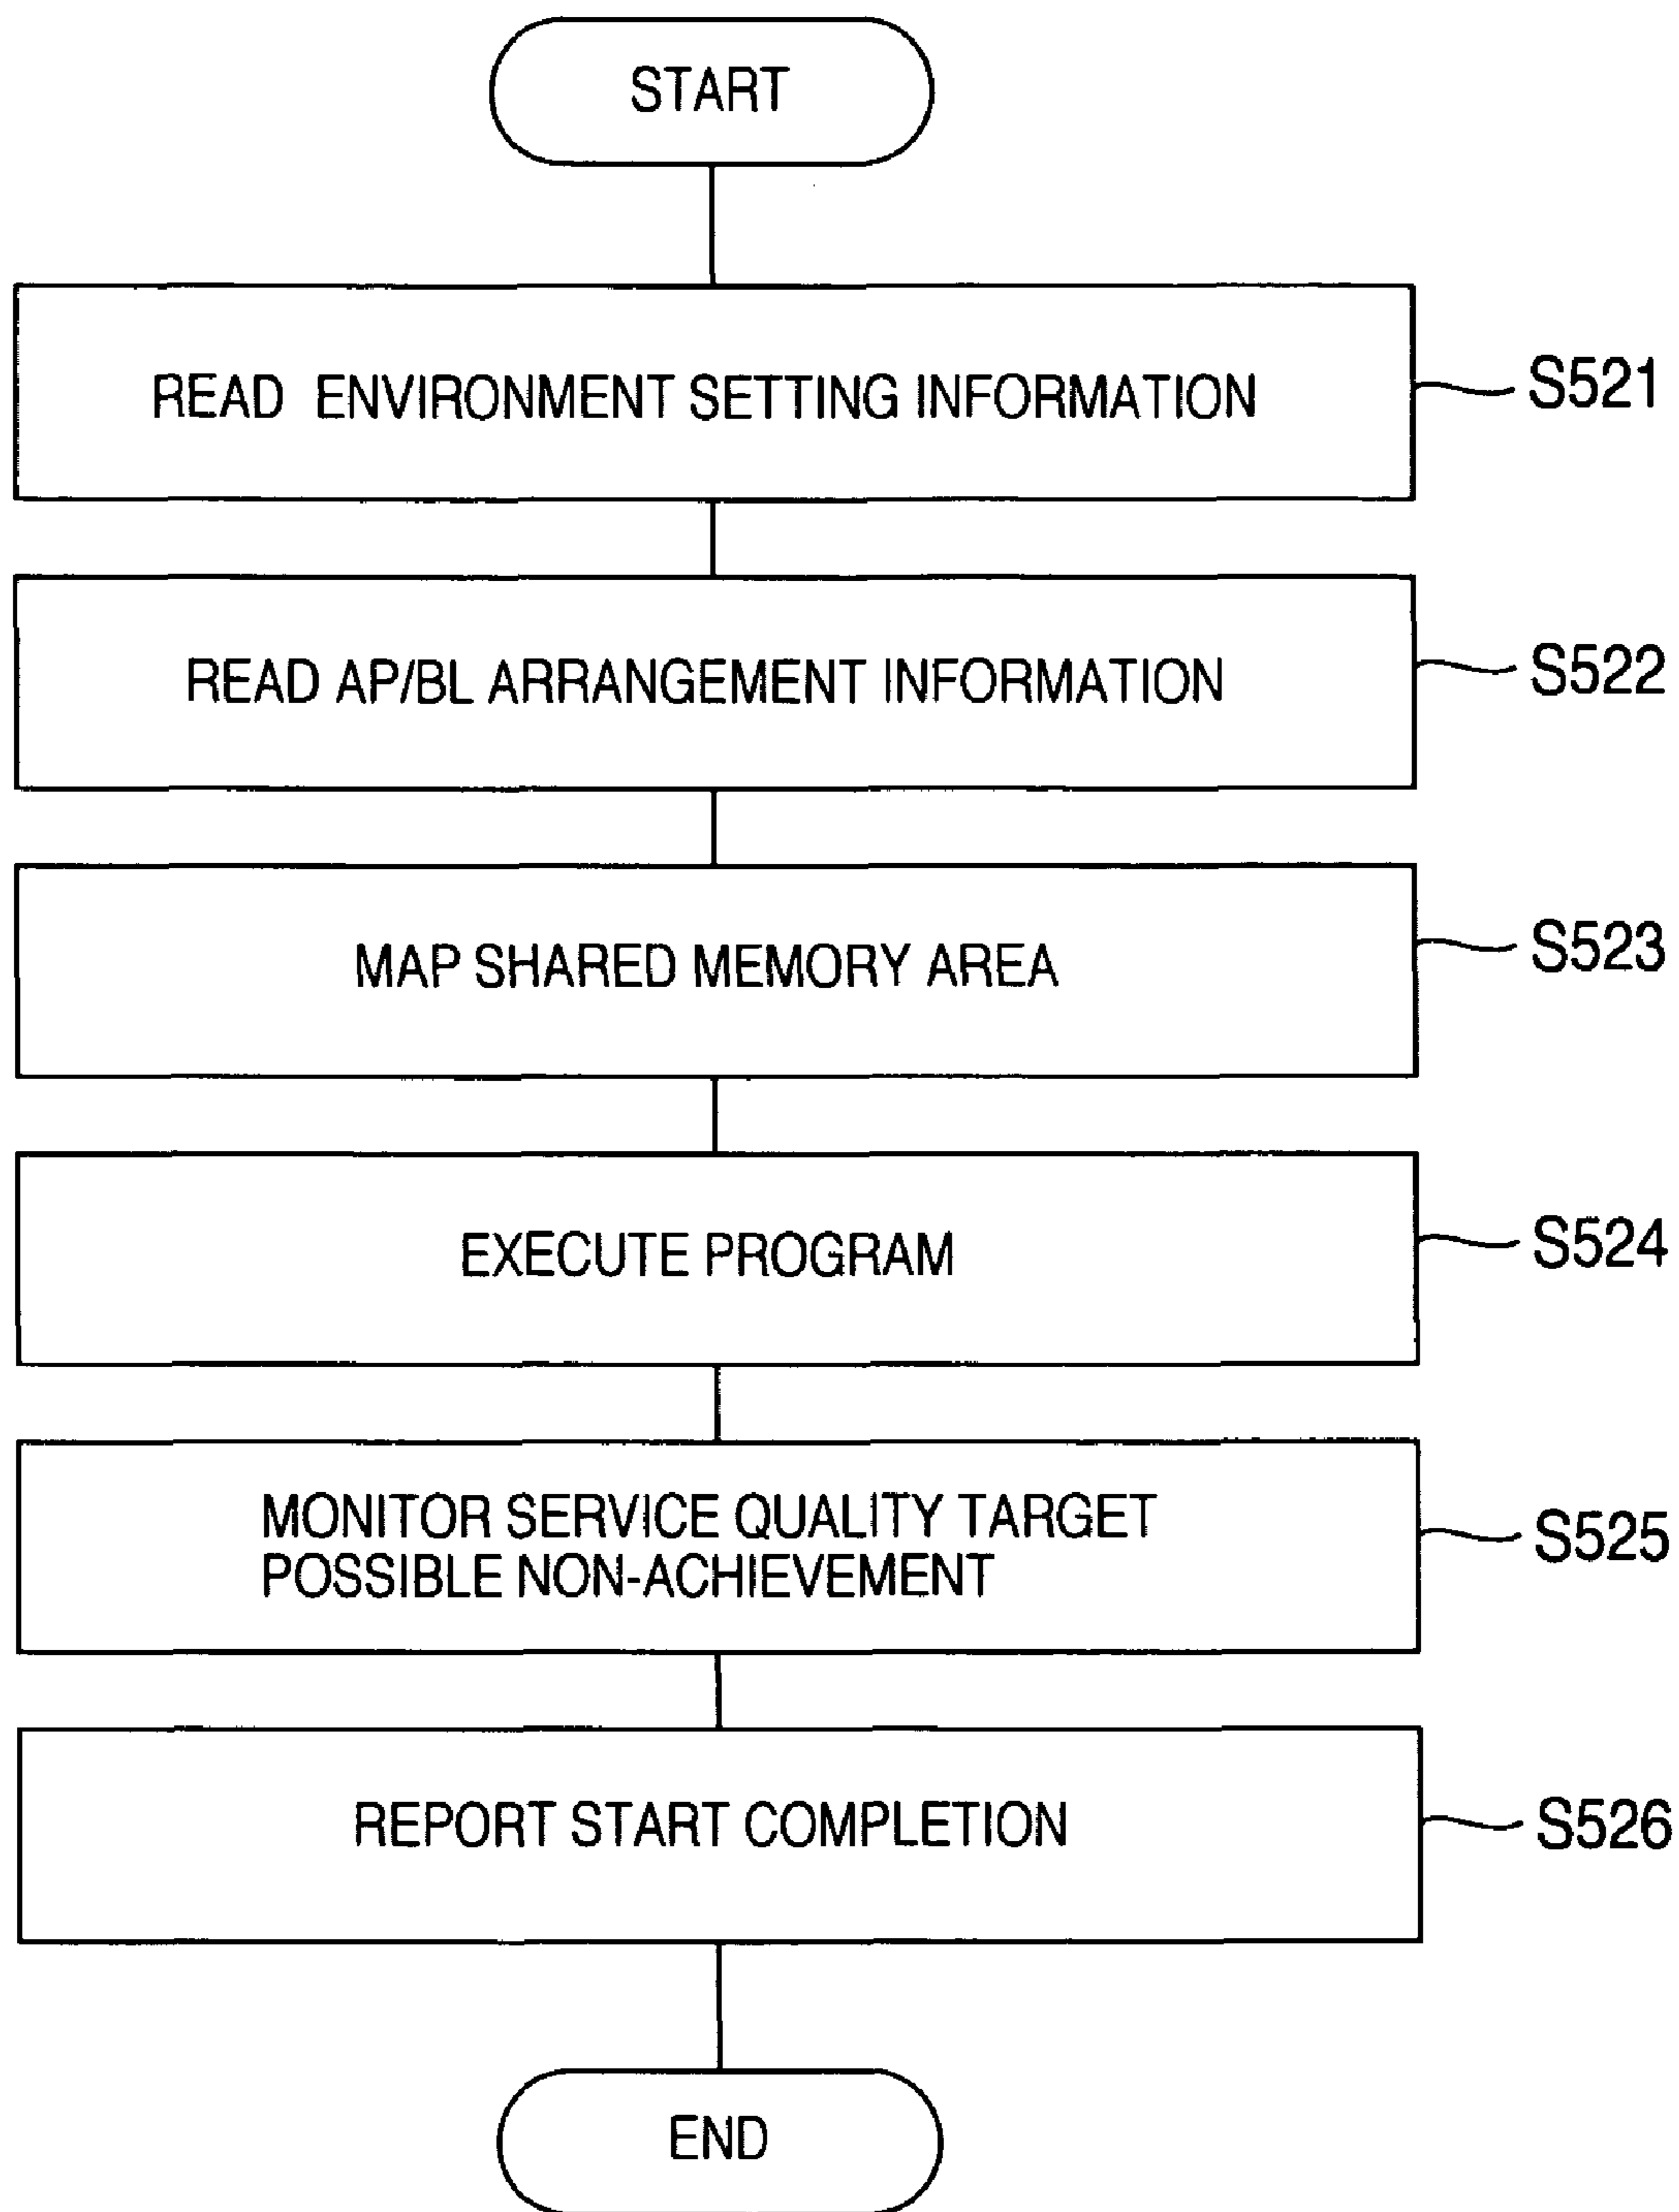 START
READ ENVIRONMENT SETTING INFORMATION
S521
READ AP/BL ARRANGEMENT INFORMATION
S522
MAP SHARED MEMORY AREA
S523
EXECUTE PROGRAM
S524
MONITOR SERVICE QUALITY TARGET
POSSIBLE NON-ACHIEVEMENT
S525
REPORT START COMPLETION
S526
END